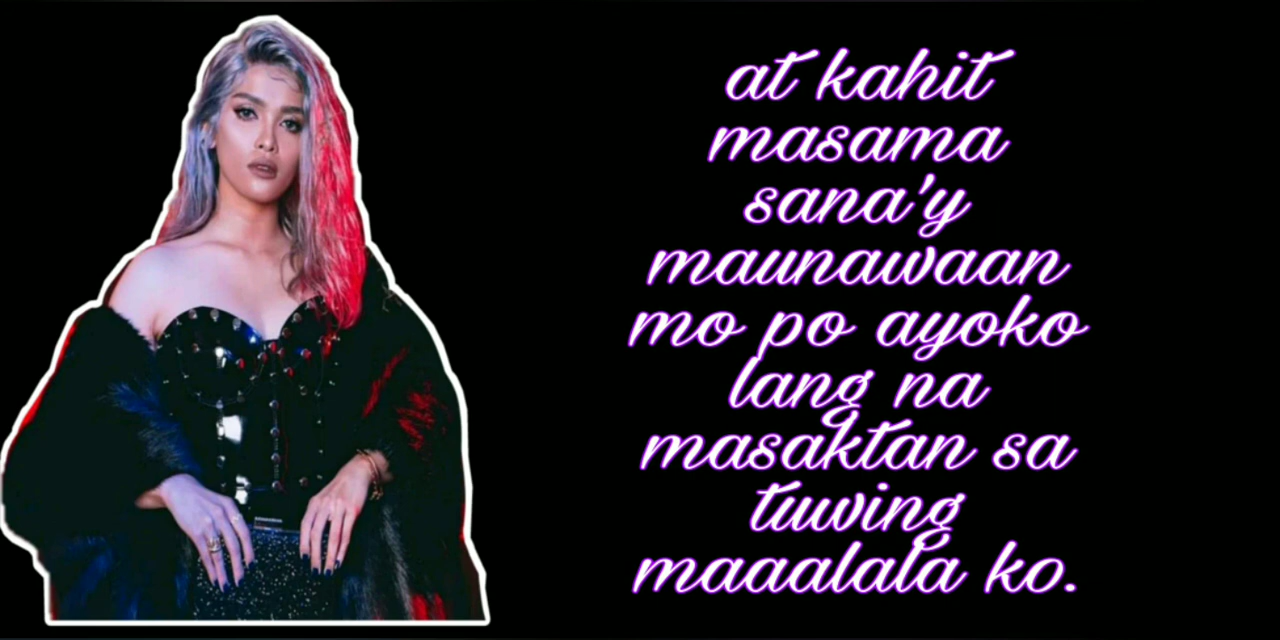 at kahit
masama
sana'y
maunawaan
mo po ayoko
lang na
masaktan sa
tuwing
maaalala ko.